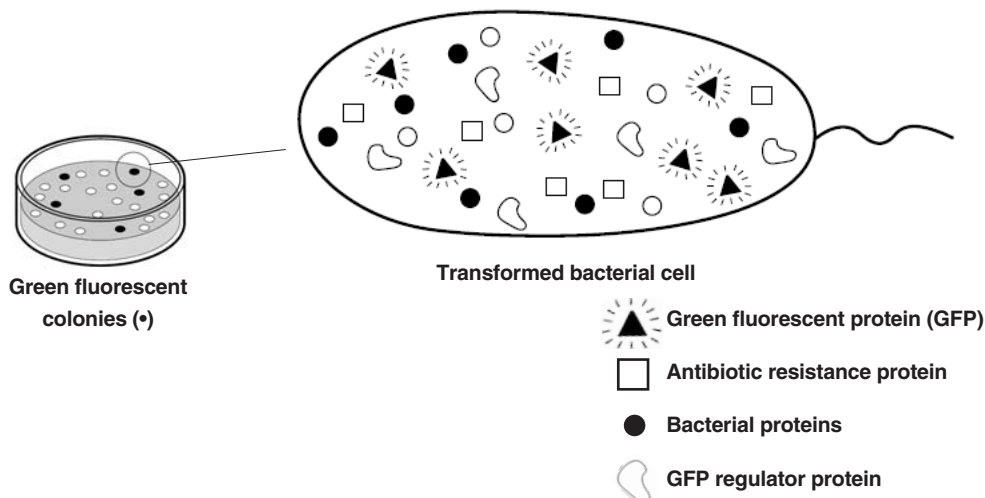 Green fluorescent
colonies (•)
Transformed bacterial cell
Green fluorescent protein (GFP)
Antibiotic resistance protein
Bacterial proteins
GFP regulator protein